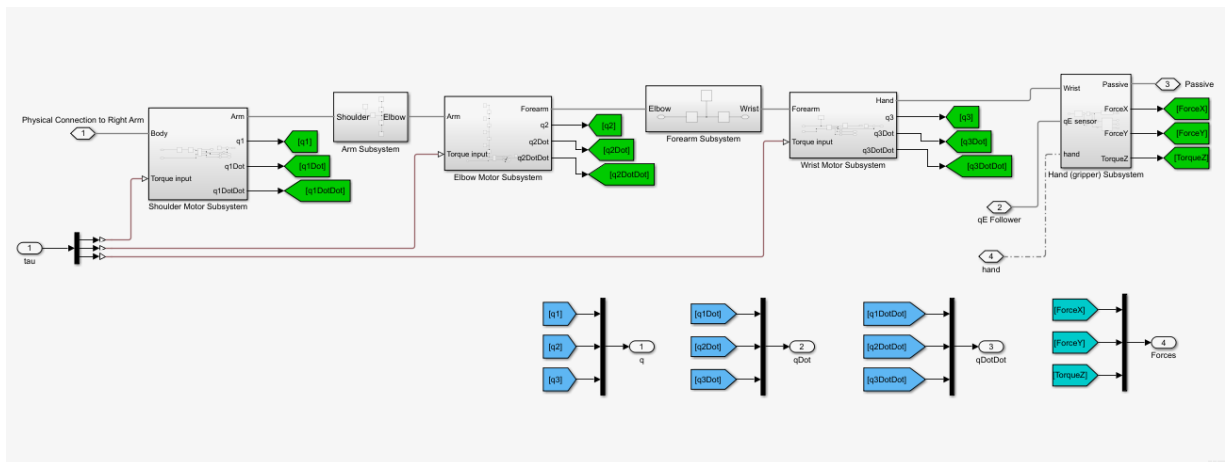 Physical Connection to Right Arm
1
Body
Torque input
Arm
q1
q1Dot
q1DotDot
Shoulder Motor Subsystem
[q1]
[q1Dot]
[q1DotDot]
Shoulder
Elbow
Arm Subsystem
Arm
Torque input
Forearm
q2
q2Dot
q2DotDot
Elbow Motor Subsystem
[q2]
[q2Dot]
[q2DotDot]
Elbow
Wrist
Forearm Subsystem
Forearm
Torque input
Hand
q3
q3Dot
q3DotDot
Wrist Motor Subsystem
[q3]
[q3Dot]
[q3DotDot]
Wrist
qE sensor
hand
Passive
ForceX
ForceY
TorqueZ
Hand (gripper) Subsystem
3
Passive
[ForceX]
[ForceY]
[TorqueZ]
2
qE Follower
4
hand
1
tau
[q1]
[q2]
[q3]
1
q
[q1Dot]
[q2Dot]
[q3Dot]
2
qDot
[q1DotDot]
[q2DotDot]
[q3DotDot]
3
qDotDot
[ForceX]
[ForceY]
[TorqueZ]
4
Forces